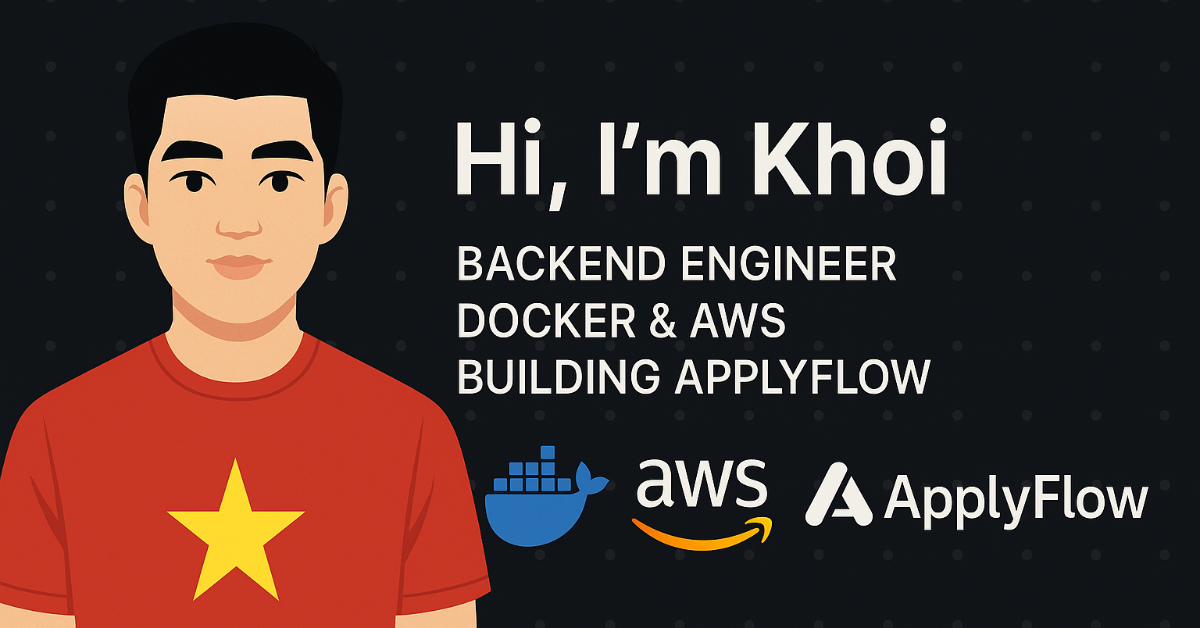 Hi, I’m Khoi
BACKEND ENGINEER
DOCKER & AWS
BUILDING APPLYFLOW
aws
ApplyFlow